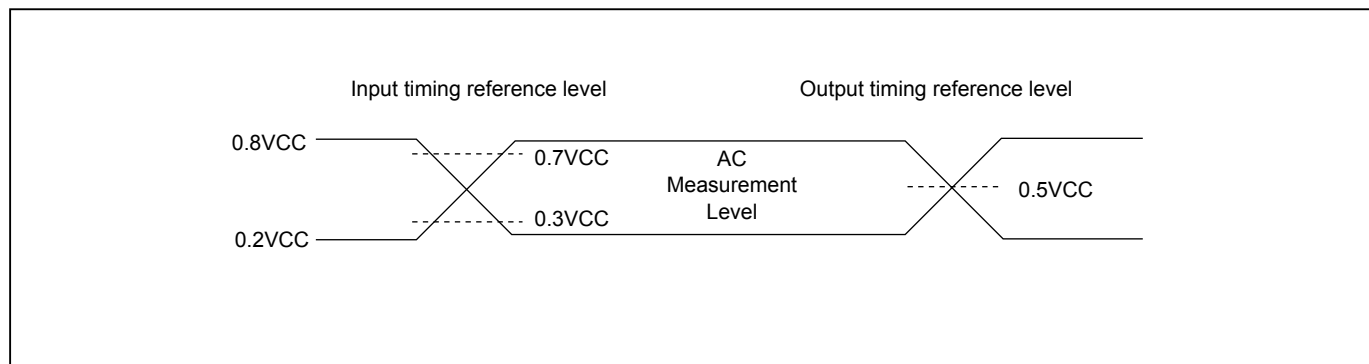 Input timing reference level
Output timing reference level
0.8VCC
0.7VCC
AC
Measurement
Level
0.5VCC
0.3VCC
0.2VCC